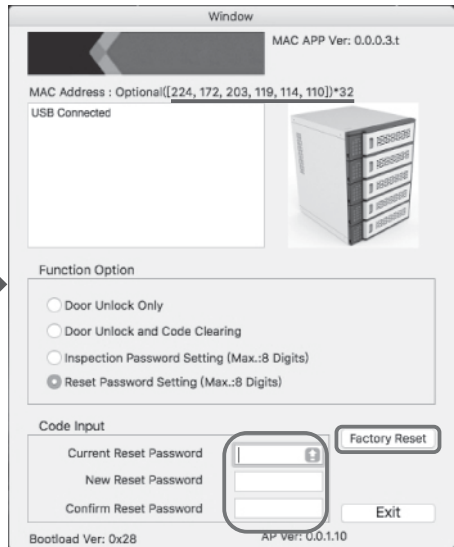 Window
MAC APP Ver: 0.0.0.3.t
MAC Address : Optional([224, 172, 203, 119, 114, 110])*32
USB Connected
Function Option
Door Unlock Only
Door Unlock and Code Clearing
Inspection Password Setting (Max.:8 Digits)
Reset Password Setting (Max.:8 Digits)
Code Input
Factory Reset
Current Reset Password
New Reset Password
Confirm Reset Password
Exit
Bootload Ver: 0x28
AP Ver: 0.0.1.10